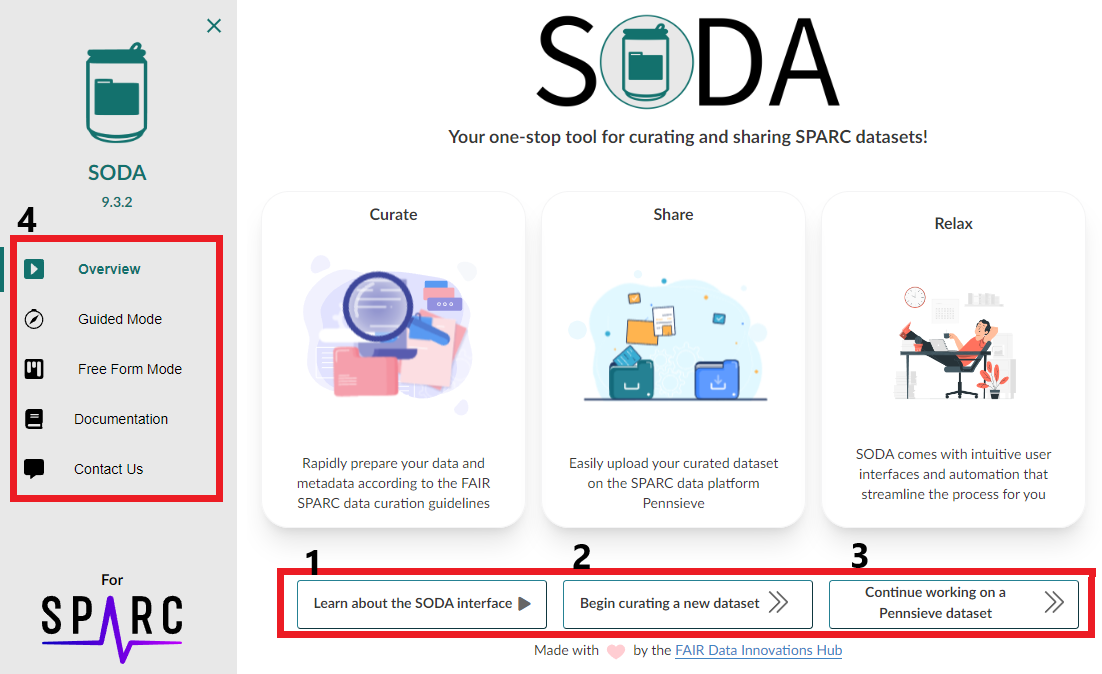 SODA
9.3.2
4
Overview
Guided Mode
Free Form Mode
Documentation
Contact Us
For
SPARC
SODA
Your one-stop tool for curating and sharing SPARC datasets!
Curate
Rapidly prepare your data and
metadata according to the FAIR
SPARC data curation guidelines
Share
Easily upload your curated dataset
on the SPARC data platform
Pennsieve
Relax
SODA comes with intuitive user
interfaces and automation that
streamline the process for you
1
Learn about the SODA interface
2
Begin curating a new dataset
3
Continue working on a
Pennsieve dataset
Made with by the FAIR Data Innovations Hub